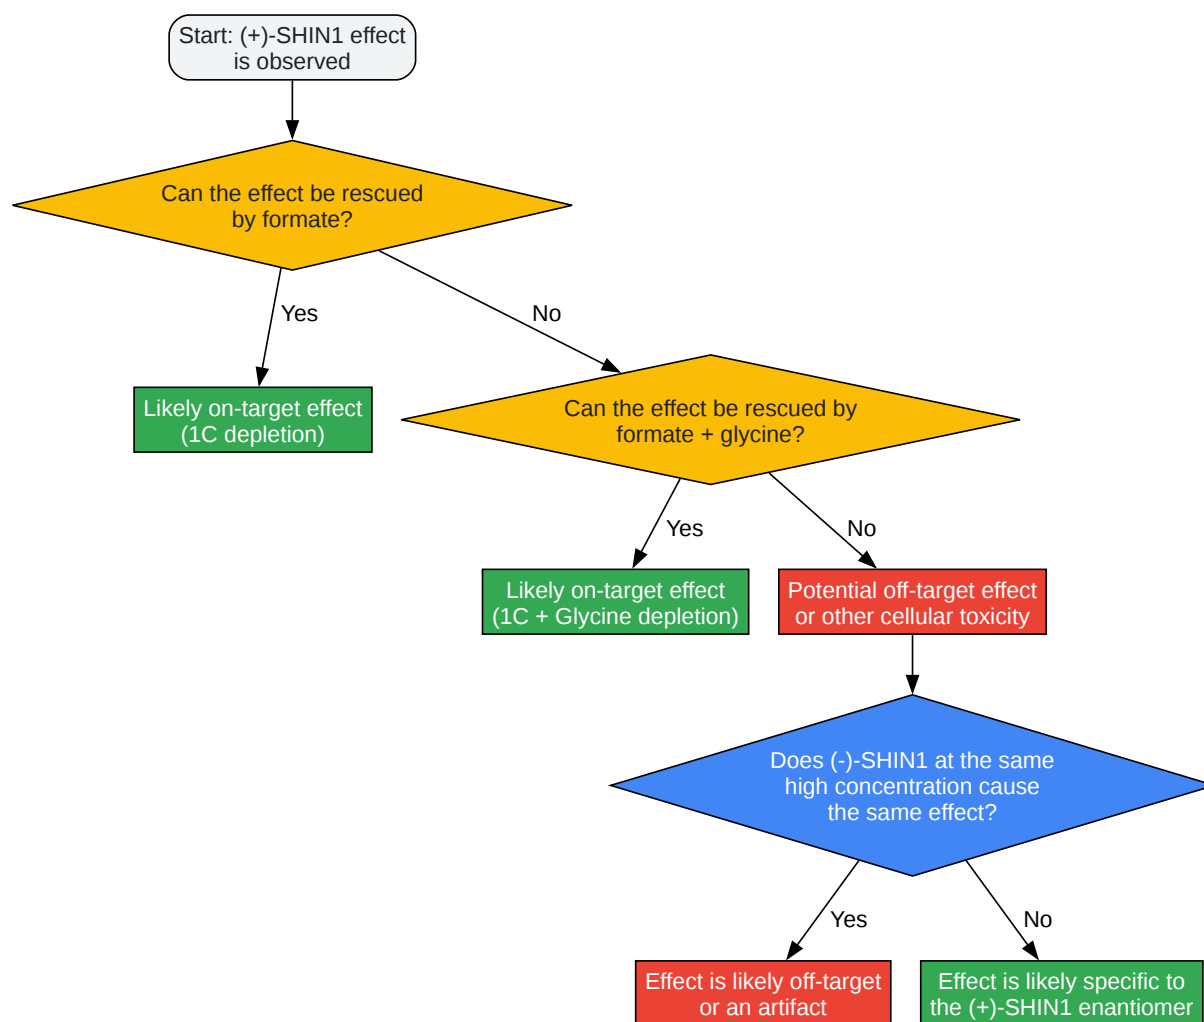 Start: (+)-SHIN1 effect
is observed
Can the effect be rescued
by formate?
Yes
No
Likely on-target effect
(1C depletion)
Can the effect be rescued by
formate + glycine?
Yes
No
Likely on-target effect
(1C + Glycine depletion)
Potential off-target effect
or other cellular toxicity
Does (-)-SHIN1 at the same
high concentration cause
the same effect?
Yes
No
Effect is likely off-target
or an artifact
Effect is likely specific to
the (+)-SHIN1 enantiomer